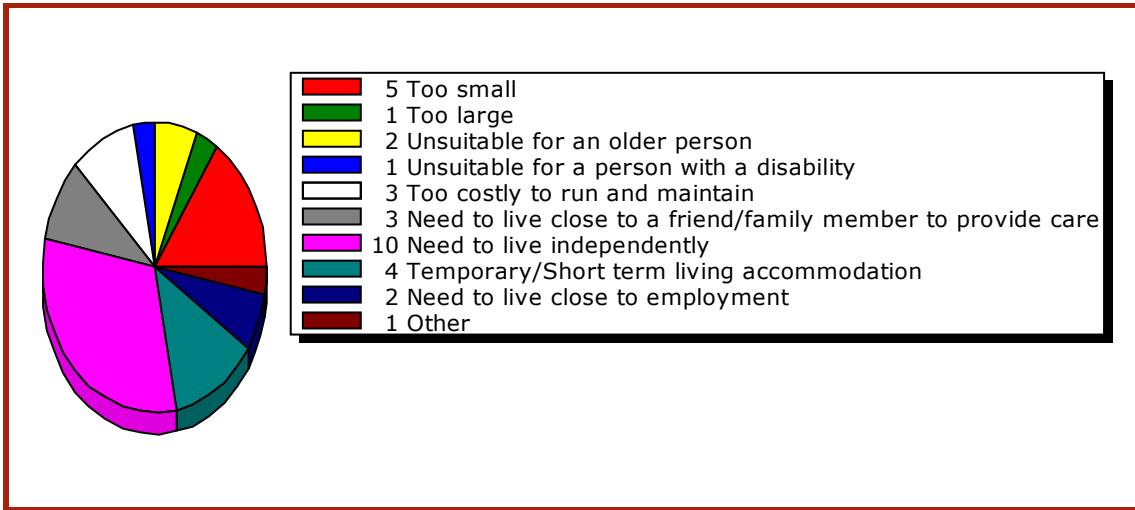 5 Too small
1 Too large
2 Unsuitable for an older person
1 Unsuitable for a person with a disability
3 Too costly to run and maintain
3 Need to live close to a friend/family member to provide care
10 Need to live independently
4 Temporary/Short term living accommodation
2 Need to live close to employment
1 Other